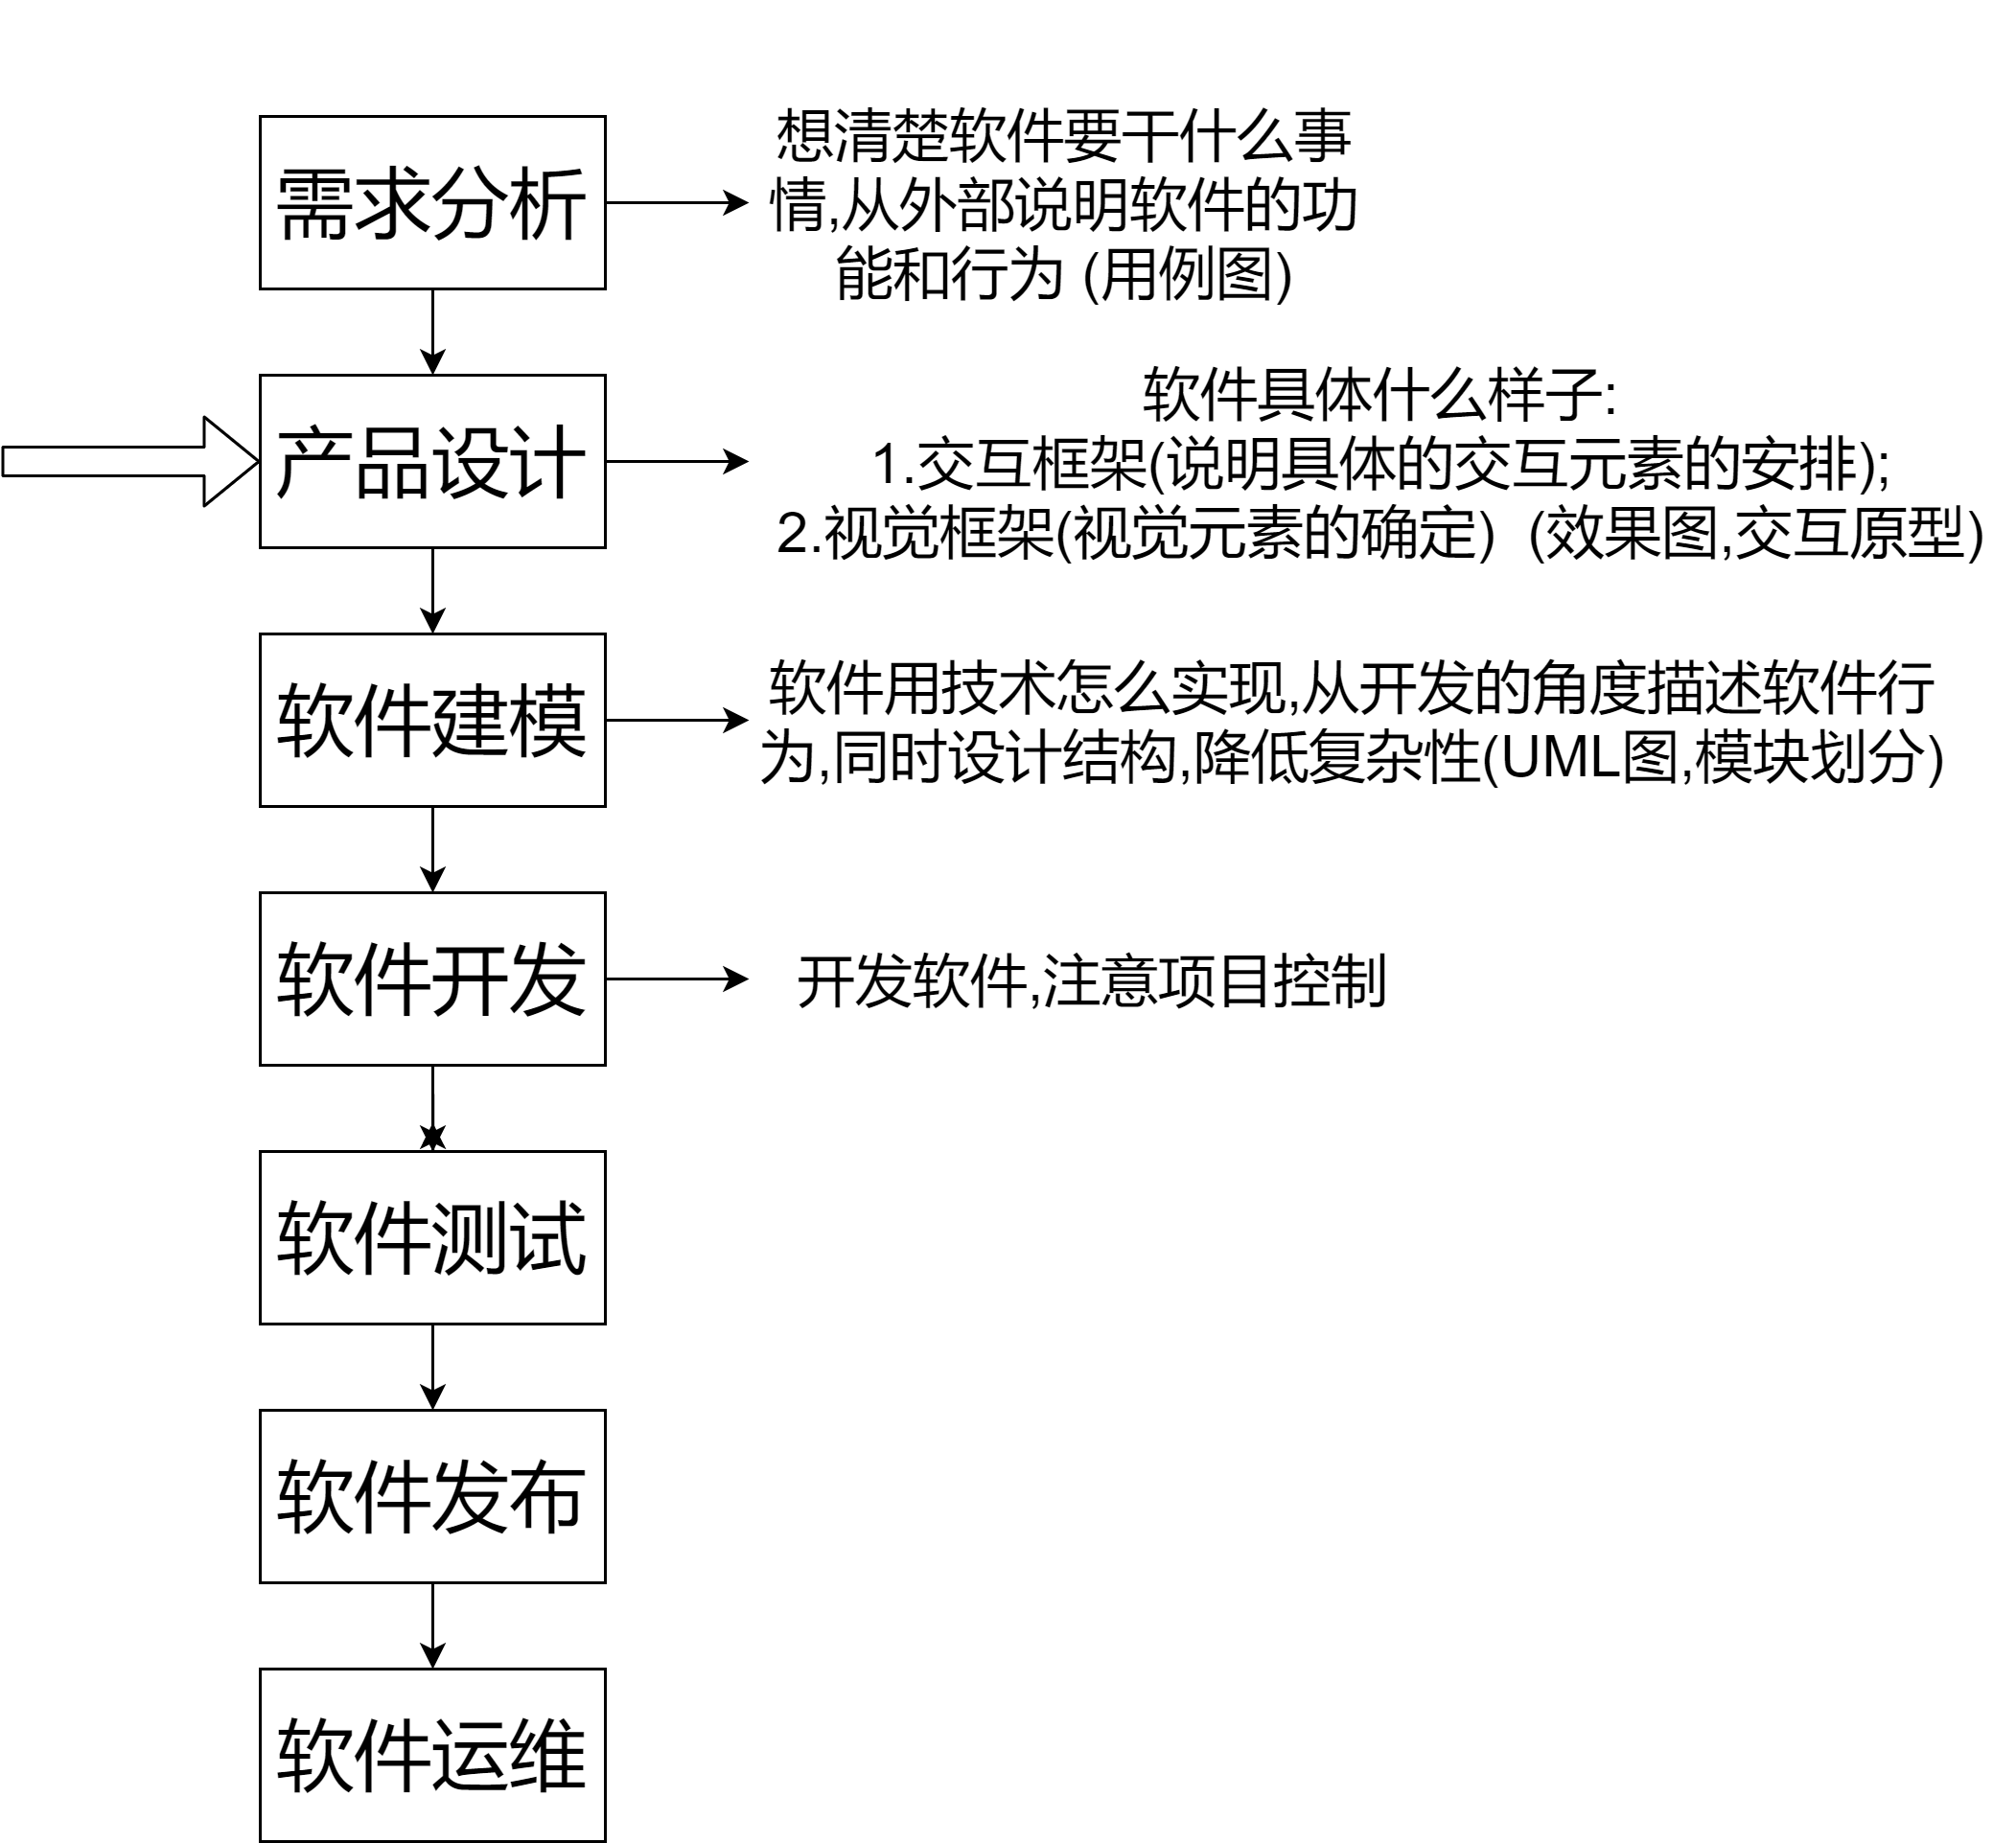 需求分析
想清楚软件要干什么事
情,从外部说明软件的功
能和行为 (用例图)
产品设计
软件具体什么样子:
1.交互框架(说明具体的交互元素的安排);
2.视觉框架(视觉元素的确定) (效果图,交互原型)
软件建模
软件用技术怎么实现,从开发的角度描述软件行
为,同时设计结构,降低复杂性(UML图,模块划分)
软件开发
开发软件,注意项目控制
软件测试
软件发布
软件运维